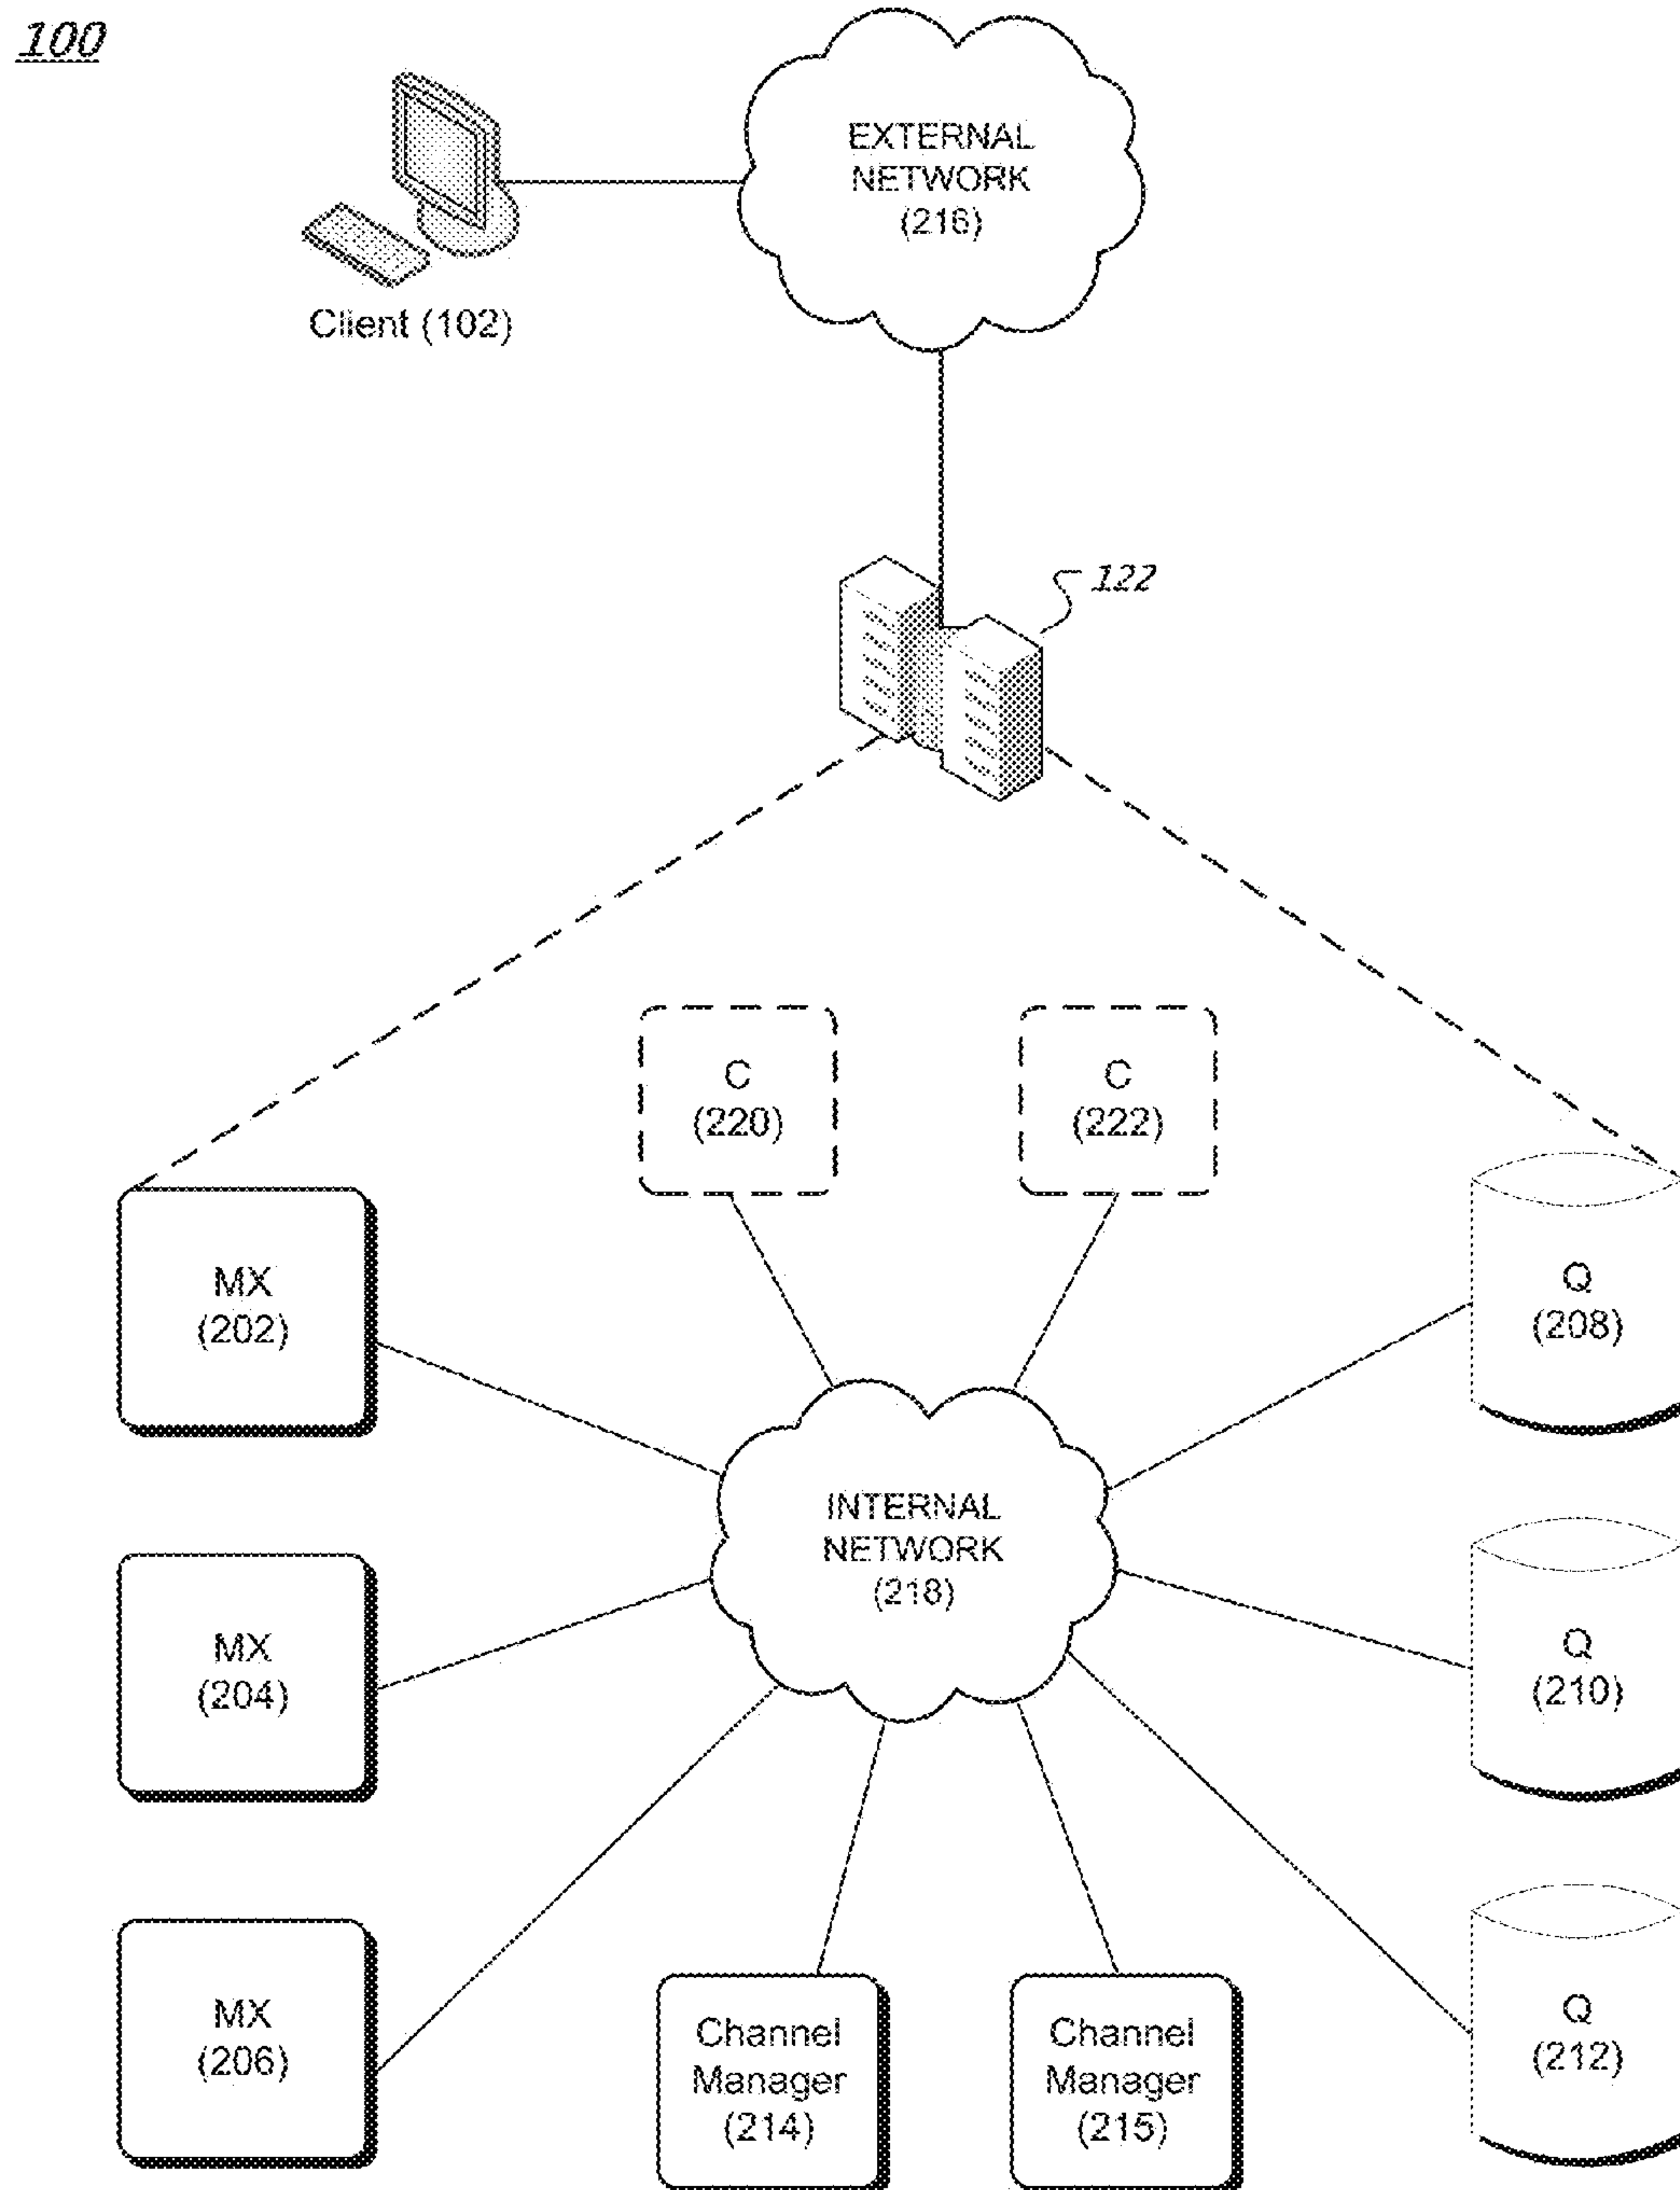 100
EXTERNAL
NETWORK
(216)
Client (102)
122
C
(220)
C
(222)
MX
(202)
Q
(208)
INTERNAL
NETWORK
(218)
MX
(204)
Q
(210)
MX
(206)
Channel
Manager
(214)
Channel
Manager
(215)
Q
(212)